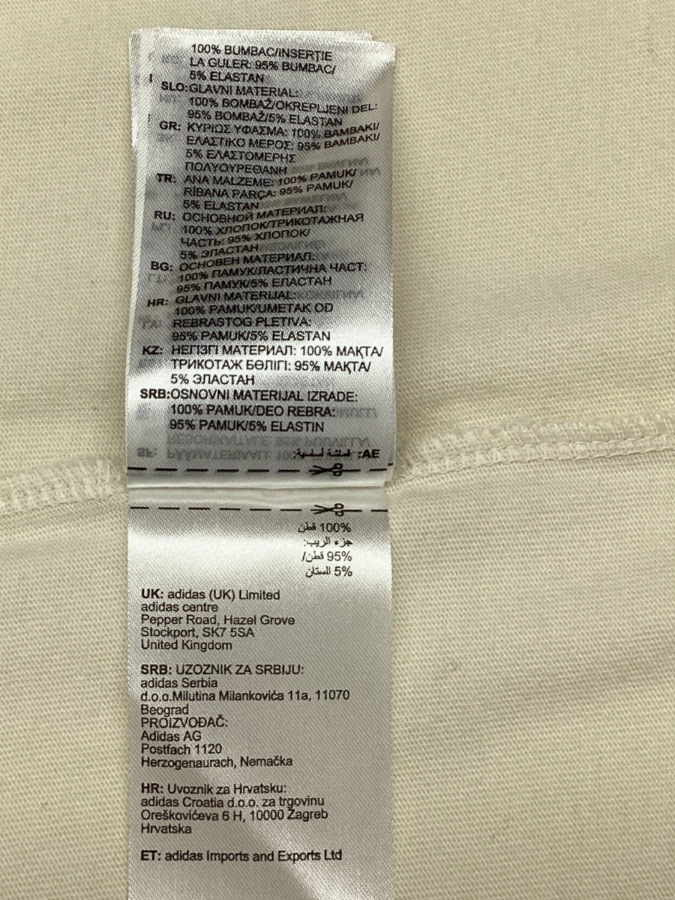 100% BUMBAC/INSERȚIE
LA GULER: 95% BUMBAC/
5% ELASTAN
SLO:GLAVNI MATERIAL:
100% BOMBAŽ/OKREPLJENI DEL:
95% BOMBAŽ/5% ELASTAN
GR: ΚΥΡΙΩΣ ΥΦΑΣΜΑ: 100% ΒΑΜΒΑΚΙ/
ΕΛΑΣΤΙΚΟ ΜΕΡΟΣ: 95% ΒΑΜΒΑΚΙ/
5% ΕΛΑΣΤΟΜΕΡΗΣ
ΠΟΛΥΟΥΡΕΘΑΝΗ
TR: ANA MALZEME: 100% PAMUK/
RİBANA PARÇA: 95% PAMUK/
5% ELASTAN
RU: ОСНОВНОЙ МАТЕРИАЛ:
100% ХЛОПОК/ТРИКОТАЖНАЯ
ЧАСТЬ: 95% ХЛОПОК/
5% ЭЛАСТАН
BG: ОСНОВЕН МАТЕРИАЛ:
100% ПАМУК/ЛАСТИЧНА ЧАСТ:
95% ПАМУК/5% ЕЛАСТАН
HR: GLAVNI MATERIJAL:
100% PAMUK/UMETAK OD
REBRASTOG PLETIVA:
95% PAMUK/5% ELASTAN
KZ: НЕГІЗГІ МАТЕРИАЛ: 100% МАҚТА/
ТРИКОТАЖ БӨЛІГІ: 95% МАҚТА/
5% ЭЛАСТАН
SRB:OSNOVNI MATERIJAL IZRADE:
100% PAMUK/DEO REBRA:
95% PAMUK/5% ELASTIN
AE: خامة أساسية:
100% قطن
جزء الريب:
95% قطن/
5% الستان
UK: adidas (UK) Limited
adidas centre
Pepper Road, Hazel Grove
Stockport, SK7 5SA
United Kingdom
SRB: UZOZNIK ZA SRBIJU:
adidas Serbia
d.o.o.Milutina Milankovića 11a, 11070
Beograd
PROIZVOĐAČ:
Adidas AG
Postfach 1120
Herzogenaurach, Nemačka
HR: Uvoznik za Hrvatsku:
adidas Croatia d.o.o. za trgovinu
Oreškovićeva 6 H, 10000 Zagreb
Hrvatska
ET: adidas Imports and Exports Ltd